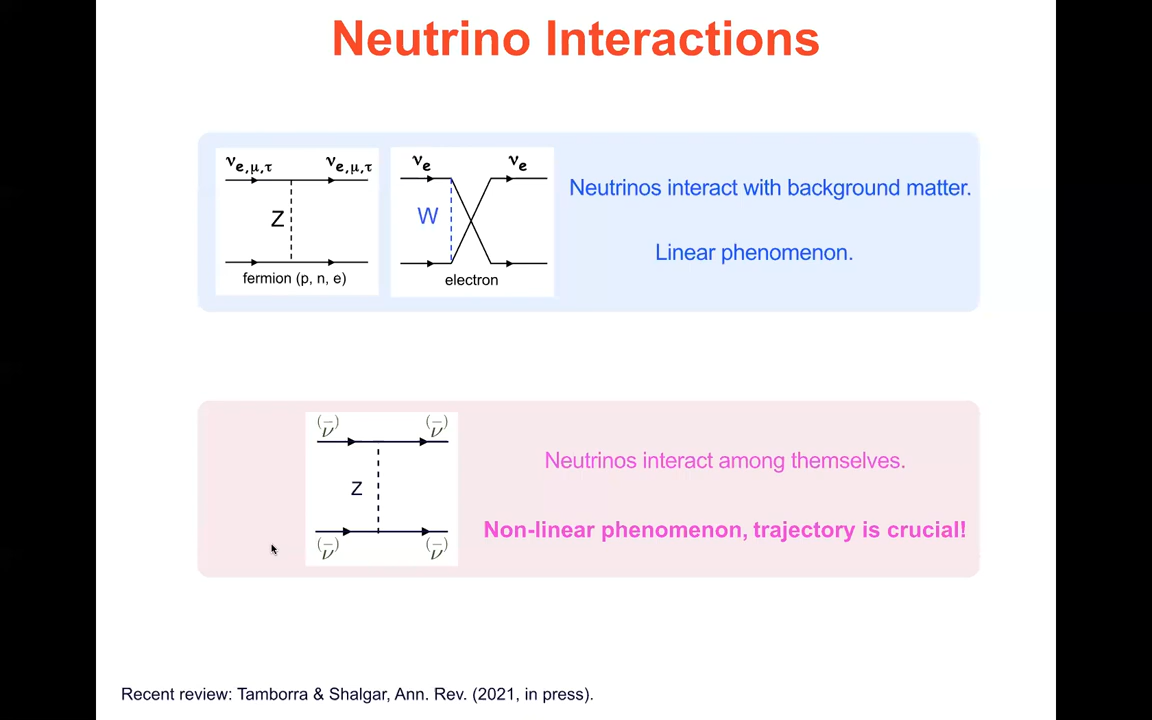 Neutrino Interactions
νe,μ,τ νe,μ,τ
Z
fermion (p, n, e)
νe νe
W
electron
Neutrinos interact with background matter.
Linear phenomenon.
(−)ν (−)ν
Z
(−)ν (−)ν
Neutrinos interact among themselves.
Non-linear phenomenon, trajectory is crucial!
Recent review: Tamborra & Shalgar, Ann. Rev. (2021, in press).